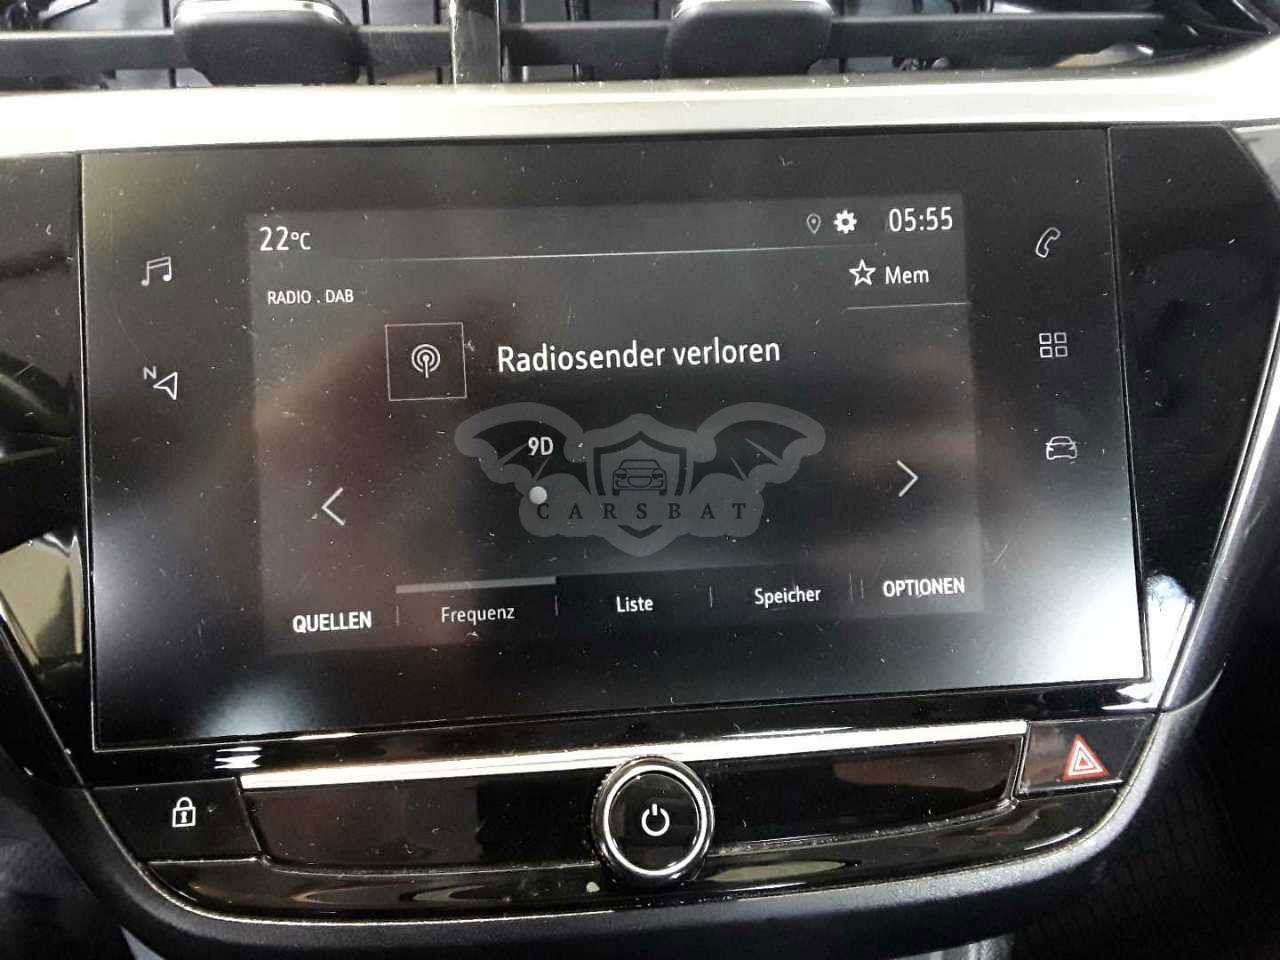 22°C
05:55
RADIO . DAB
Mem
Radiosender verloren
N
9D
CARSBAT
QUELLEN
Frequenz
Liste
Speicher
OPTIONEN